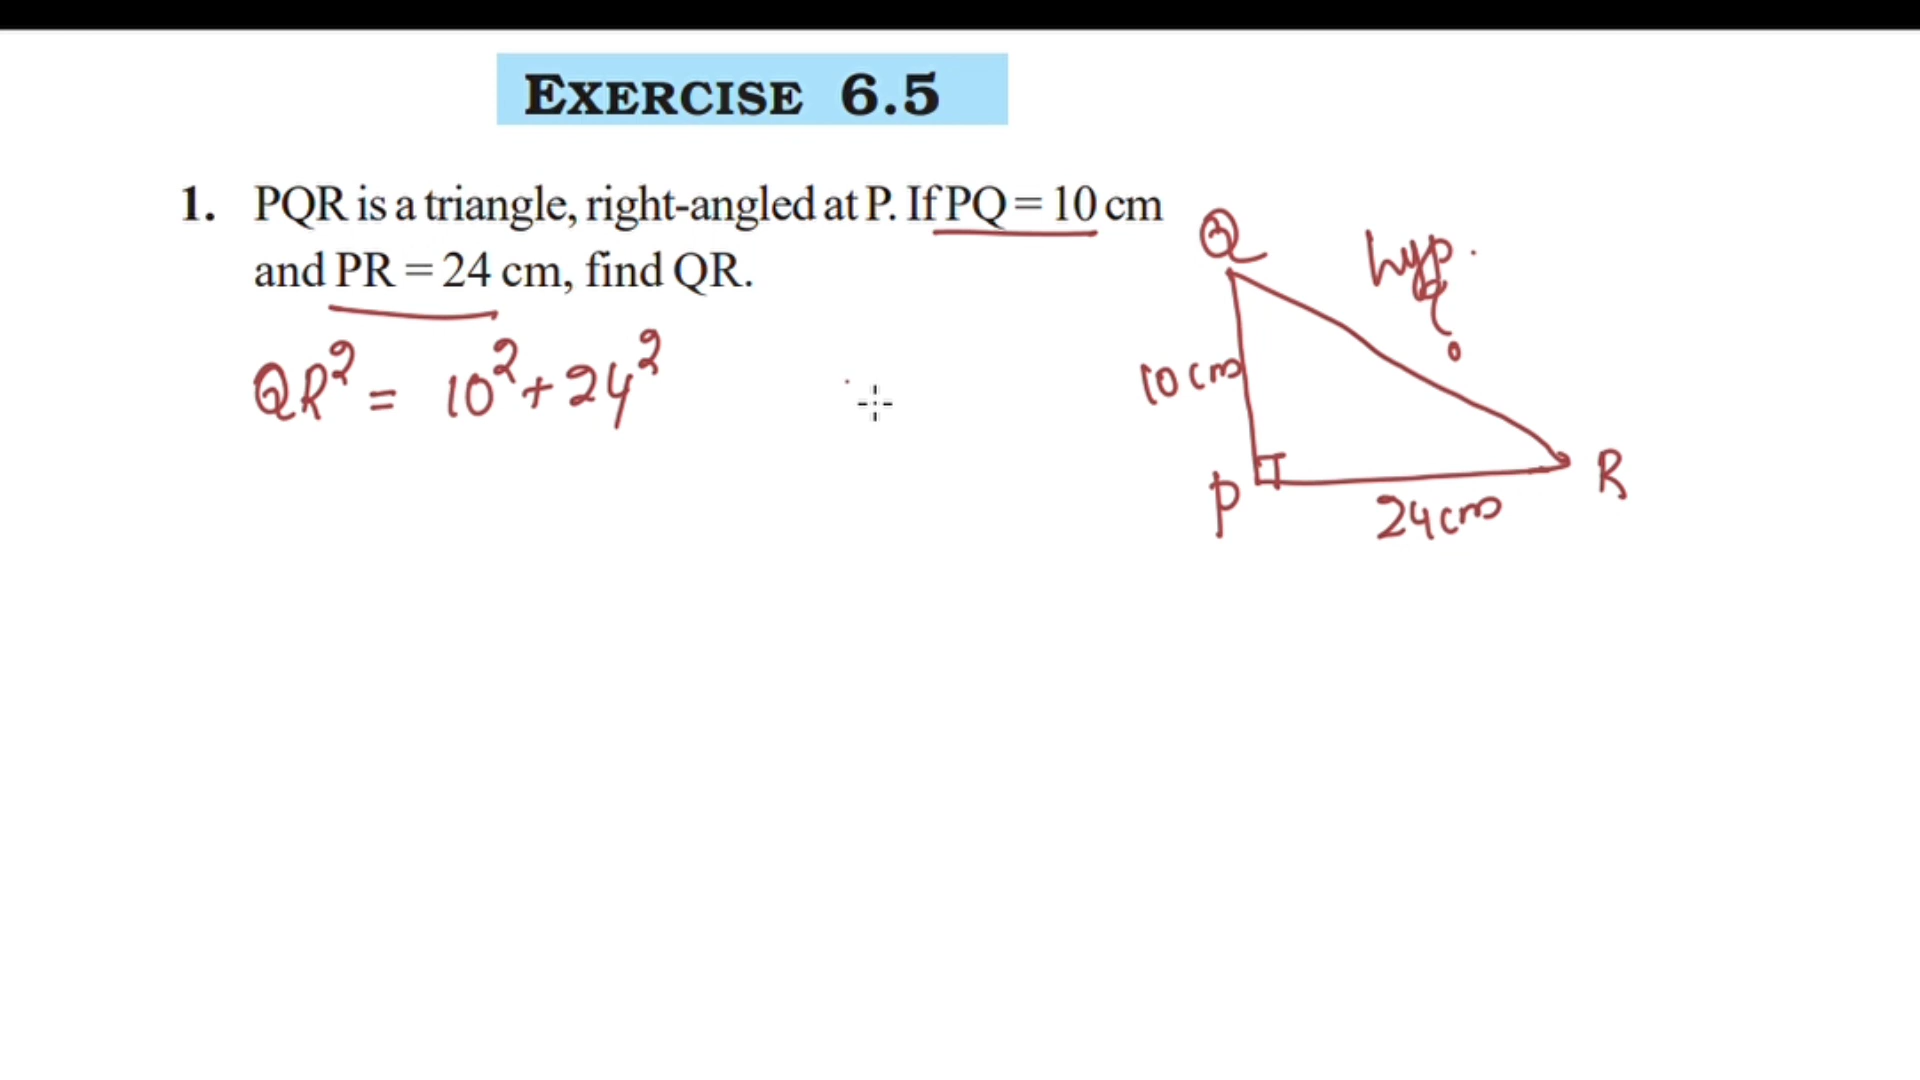 EXERCISE 6.5
1. PQR is a triangle, right-angled at P. If PQ = 10 cm
and PR = 24 cm, find QR.
QR² = 10² + 24²
Q
hyp.
?
10 cm
P
R
24 cm